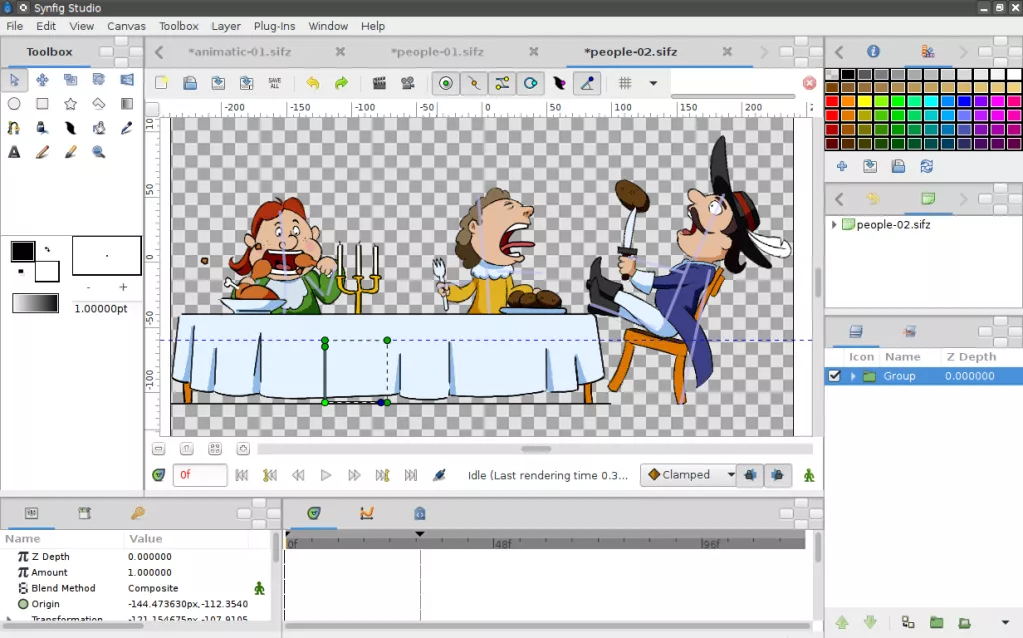 Synfig Studio
File Edit View Canvas Toolbox Layer Plug-Ins Window Help
Toolbox
*animatic-01.sifz
*people-01.sifz
*people-02.sifz
SAVE ALL
-200 -150 -100 -50 0 50 100 150 200
50
0
-50
-100
1.00000pt
people-02.sifz
Icon Name Z Depth
Group 0.000000
0f
Idle (Last rendering time 0.3...
Clamped
Name Value
Z Depth 0.000000
Amount 1.000000
Blend Method Composite
Origin -144.473630px,-112.3540
Transformation -121.154675px,-107.9105
0f 48f 96f